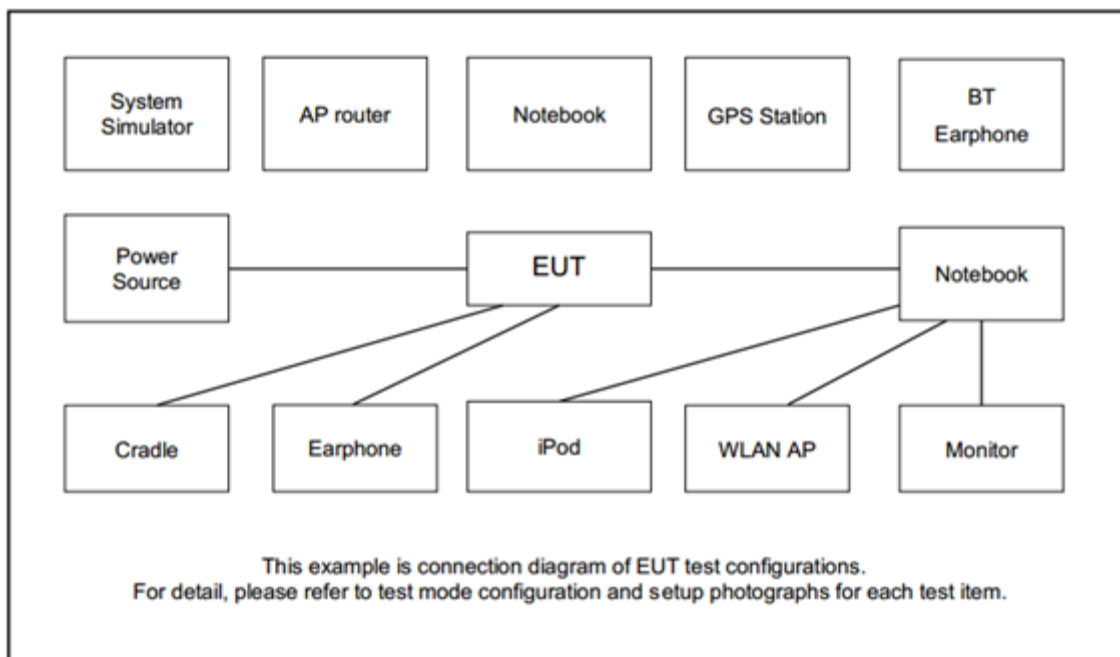 System
Simulator
AP router
Notebook
GPS Station
BT
Earphone
Power
Source
EUT
Notebook
Cradle
Earphone
iPod
WLAN AP
Monitor
This example is connection diagram of EUT test configurations.
For detail, please refer to test mode configuration and setup photographs for each test item.